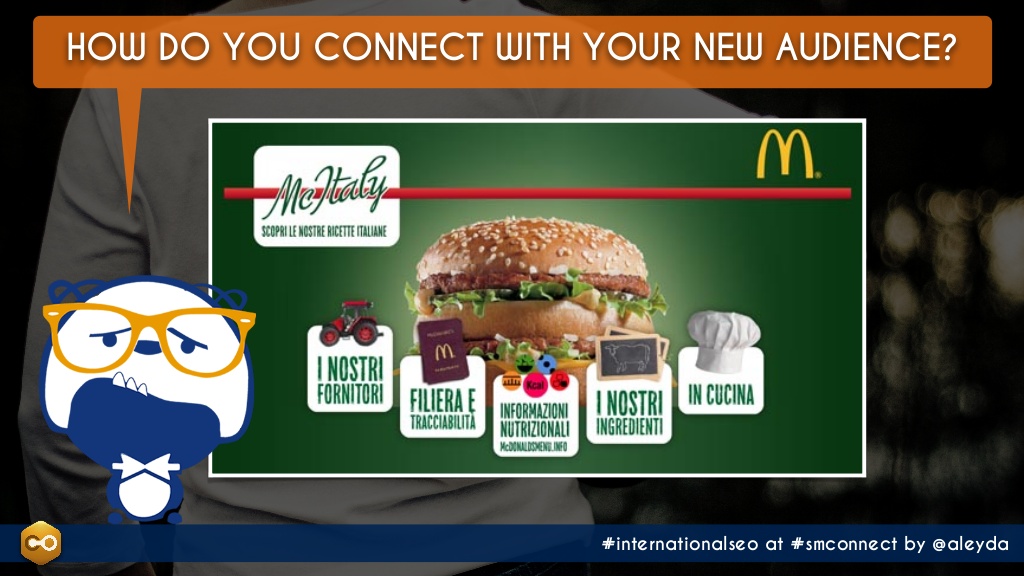 HOW DO YOU CONNECT WITH YOUR NEW AUDIENCE?
McItaly
SCOPRI LE NOSTRE RICETTE ITALIANE
I NOSTRI
FORNITORI
FILIERA E
TRACCIABILITÀ
Kcal
INFORMAZIONI
NUTRIZIONALI
McDONALDSMENU.INFO
I NOSTRI
INGREDIENTI
IN CUCINA
#internationalseo at #smconnect by @aleyda